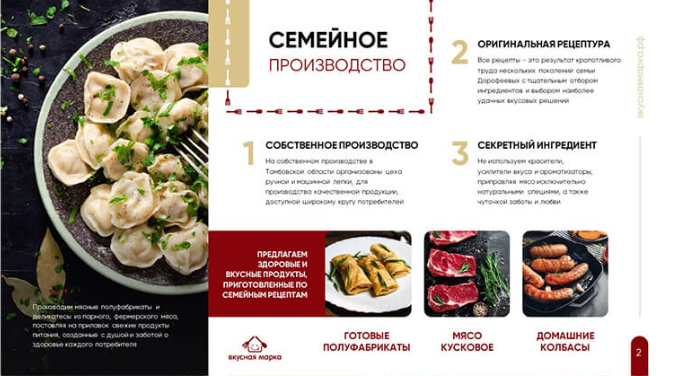 СЕМЕЙНОЕ
ПРОИЗВОДСТВО
1
СОБСТВЕННОЕ ПРОИЗВОДСТВО
На собственном производстве в
Тамбовской области организованы цеха
ручной и машинной лепки, для
производства качественной продукции,
доступной широкому кругу потребителей
2
ОРИГИНАЛЬНАЯ РЕЦЕПТУРА
Все рецепты – это результат кропотливого
труда нескольких поколений семьи
Дорофеевых с тщательным отбором
ингредиентов и выбором наиболее
удачных вкусовых решений
3
СЕКРЕТНЫЙ ИНГРЕДИЕНТ
Не используем красители,
усилители вкуса и ароматизаторы,
приправляя мясо исключительно
натуральными специями, а также
чуточкой заботы и любви
вкуснаямарка.рф
Производим мясные полуфабрикаты и
деликатесы из парного, фермерского мяса,
поставляя на прилавок свежие продукты
питания, созданные с душой и заботой о
здоровье каждого потребителя
ПРЕДЛАГАЕМ
ЗДОРОВЫЕ И
ВКУСНЫЕ ПРОДУКТЫ,
ПРИГОТОВЛЕННЫЕ ПО
СЕМЕЙНЫМ РЕЦЕПТАМ
вкусная марка
ГОТОВЫЕ
ПОЛУФАБРИКАТЫ
МЯСО
КУСКОВОЕ
ДОМАШНИЕ
КОЛБАСЫ
2